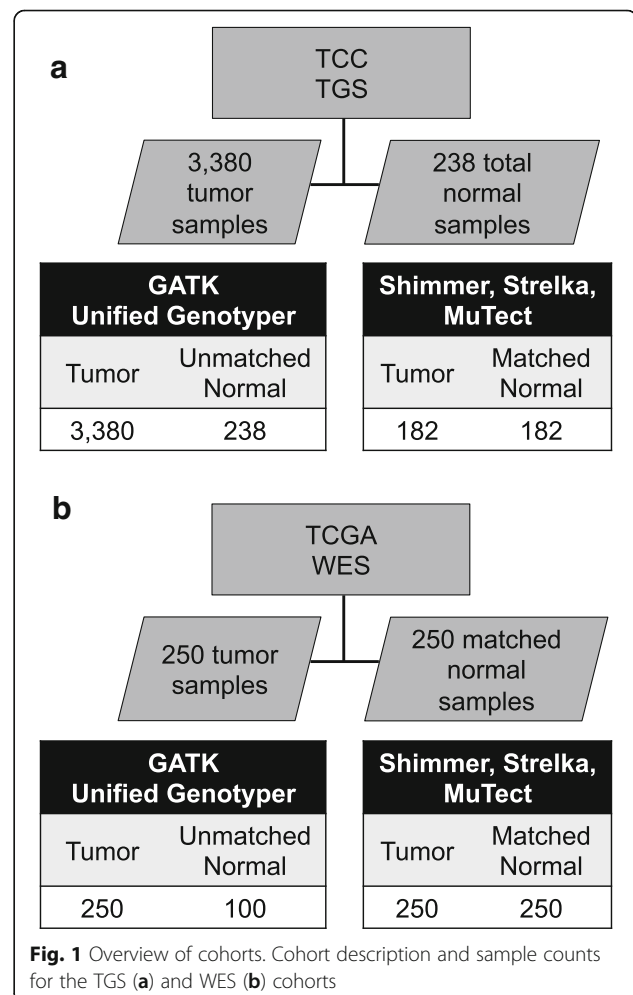 a
TCC
TGS
3,380
tumor
samples
238 total
normal
samples
GATK
Unified Genotyper
Tumor
Unmatched
Normal
3,380
238
Shimmer, Strelka,
MuTect
Tumor
Matched
Normal
182
182
b
TCGA
WES
250 tumor
samples
250 matched
normal
samples
GATK
Unified Genotyper
Tumor
Unmatched
Normal
250
100
Shimmer, Strelka,
MuTect
Tumor
Matched
Normal
250
250
Fig. 1 Overview of cohorts. Cohort description and sample counts
for the TGS (a) and WES (b) cohorts